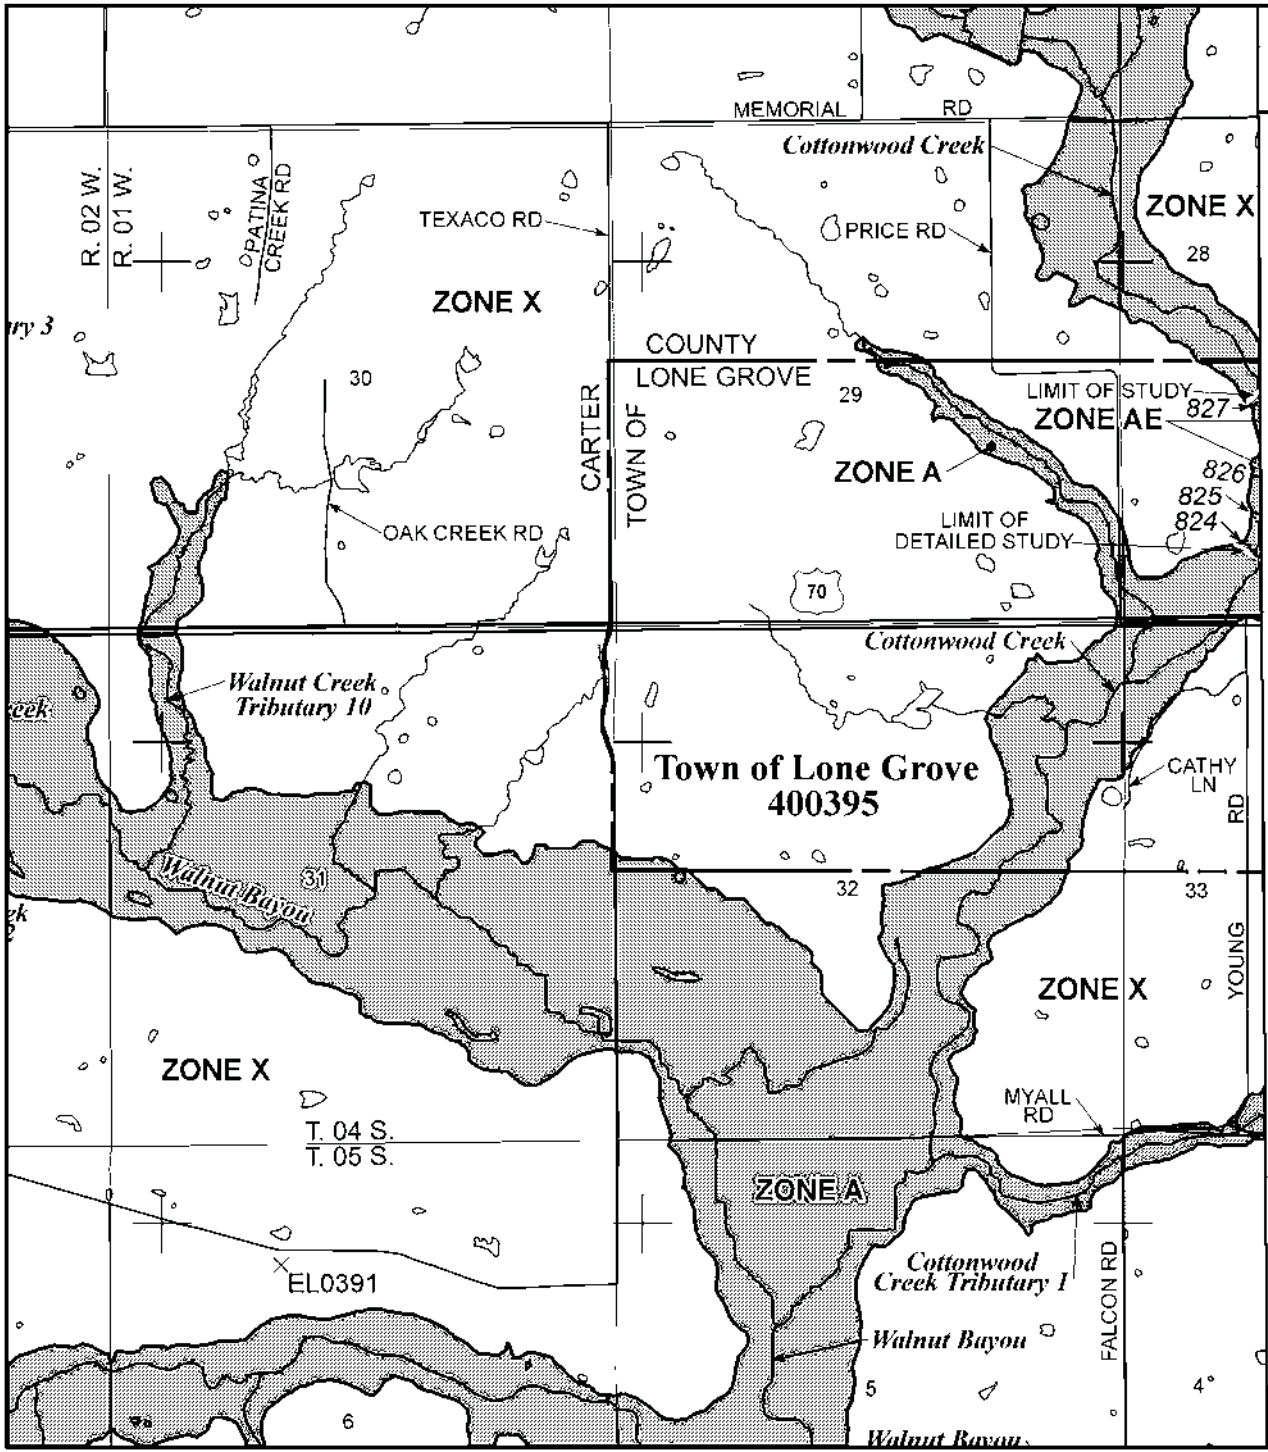 MEMORIAL RD
Cottonwood Creek
PATINA
CREEK RD
R. 02 W.
R. 01 W.
TEXACO RD
PRICE RD
ZONE X
28
ZONE X
ry 3
COUNTY
LONE GROVE
30
29
CARTER
TOWN OF
LIMIT OF STUDY
827
ZONE AE
ZONE A
826
825
824
LIMIT OF
DETAILED STUDY
OAK CREEK RD
70
Cottonwood Creek
Walnut Creek
Tributary 10
creek
Town of Lone Grove
400395
CATHY
LN
YOUNG RD
31
Walnut Bayou
32
33
ek
2
ZONE X
ZONE X
MYALL
RD
T. 04 S.
T. 05 S.
ZONE A
EL0391
Cottonwood
Creek Tributary 1
FALCON RD
Walnut Bayou
5
4
6
Walnut Bayou